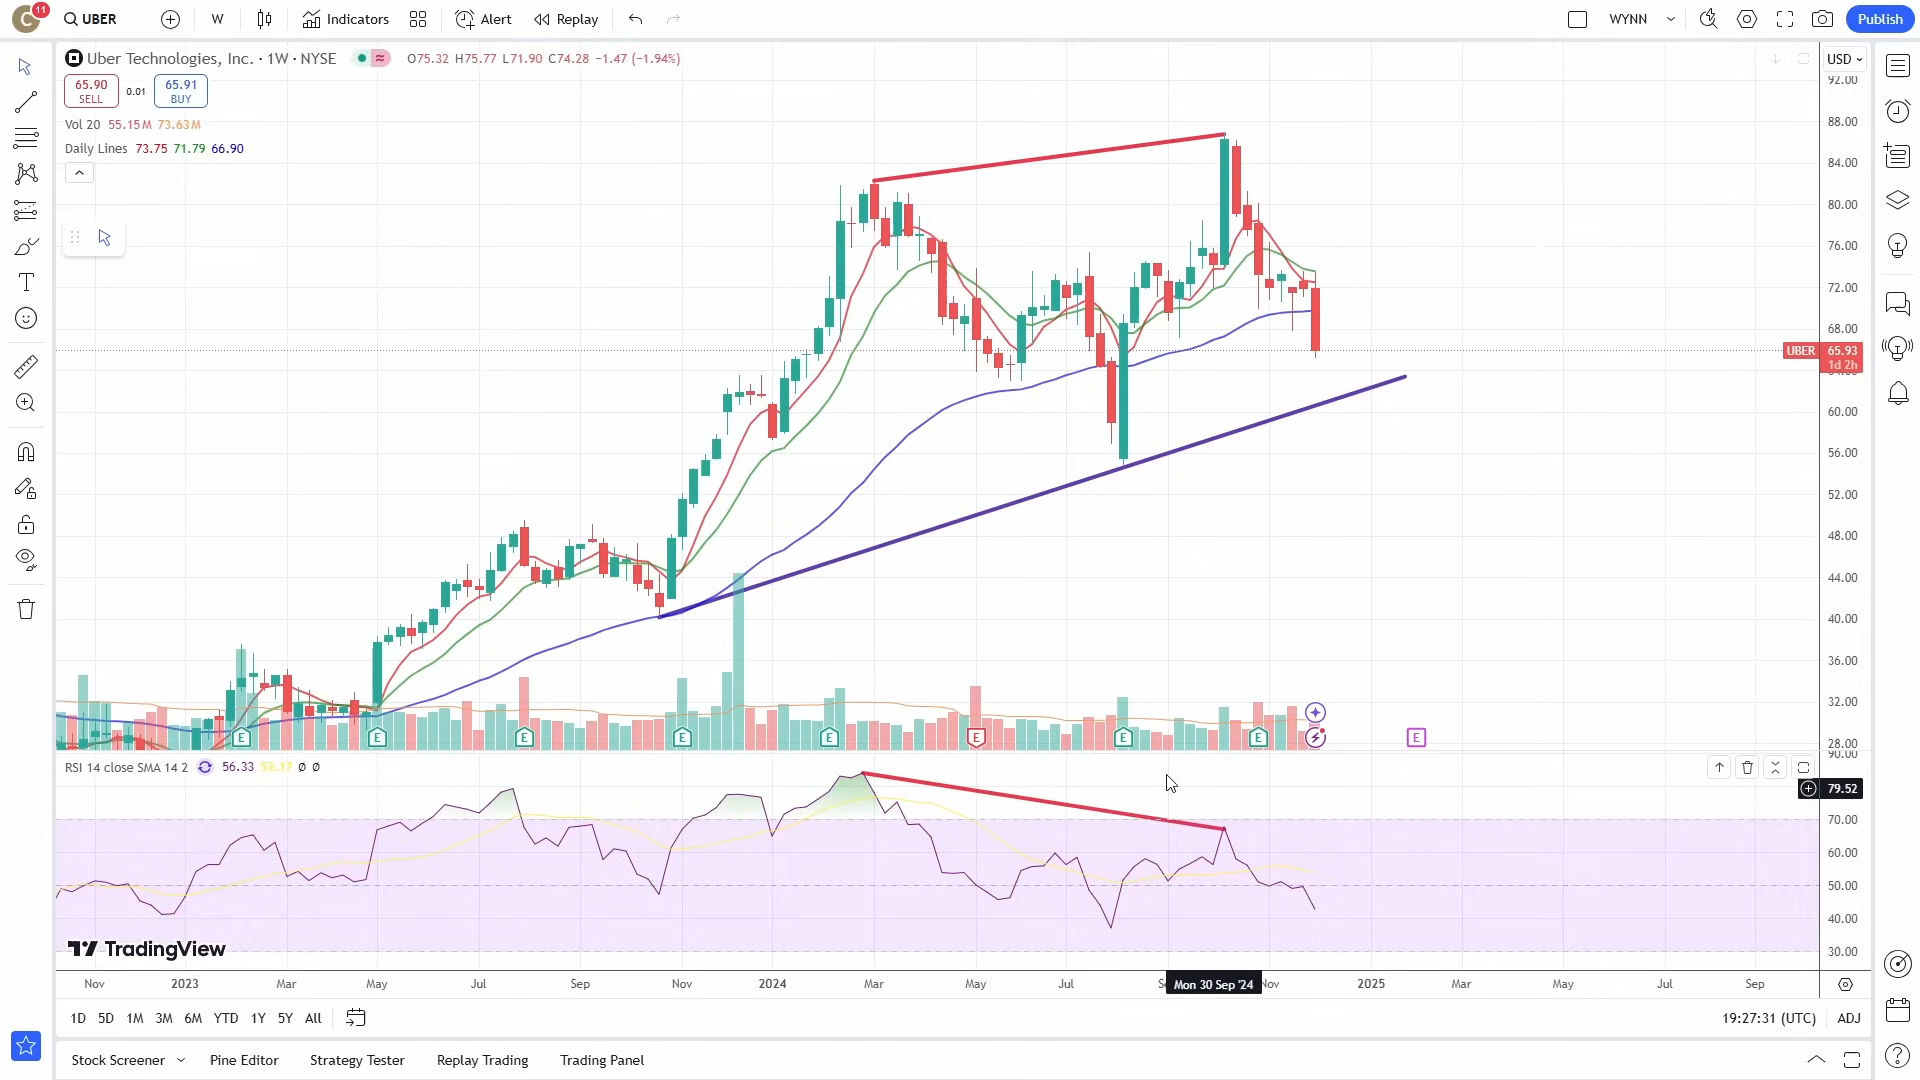 C 11 UBER W Indicators Alert Replay WYNN Publish
Uber Technologies, Inc. · 1W · NYSE O75.32 H75.77 L71.90 C74.28 −1.47 (−1.94%) USD
92.00
65.90 SELL 0.01 65.91 BUY
Vol 20 55.15M 73.63M
88.00
Daily Lines 73.75 71.79 66.90
84.00
80.00
76.00
72.00
68.00
UBER 65.93
1d 2h
60.00
56.00
52.00
48.00
44.00
40.00
36.00
32.00
E E E E E E E E E
28.00
90.00
RSI 14 close SMA 14 2 56.33 53.17 Ø Ø
79.52
70.00
60.00
50.00
40.00
TradingView
30.00
Nov 2023 Mar May Jul Sep Nov 2024 Mar May Jul Mon 30 Sep '24 Nov 2025 Mar May Jul Sep
1D 5D 1M 3M 6M YTD 1Y 5Y All 19:27:31 (UTC) ADJ
Stock Screener Pine Editor Strategy Tester Replay Trading Trading Panel